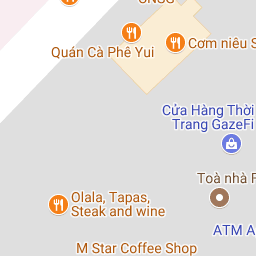 Quán Cà Phê Yui
Cơm niêu
Cửa Hàng Thời
Trang GazeFi
Toà nhà
Olala, Tapas,
Steak and wine
ATM
M Star Coffee Shop